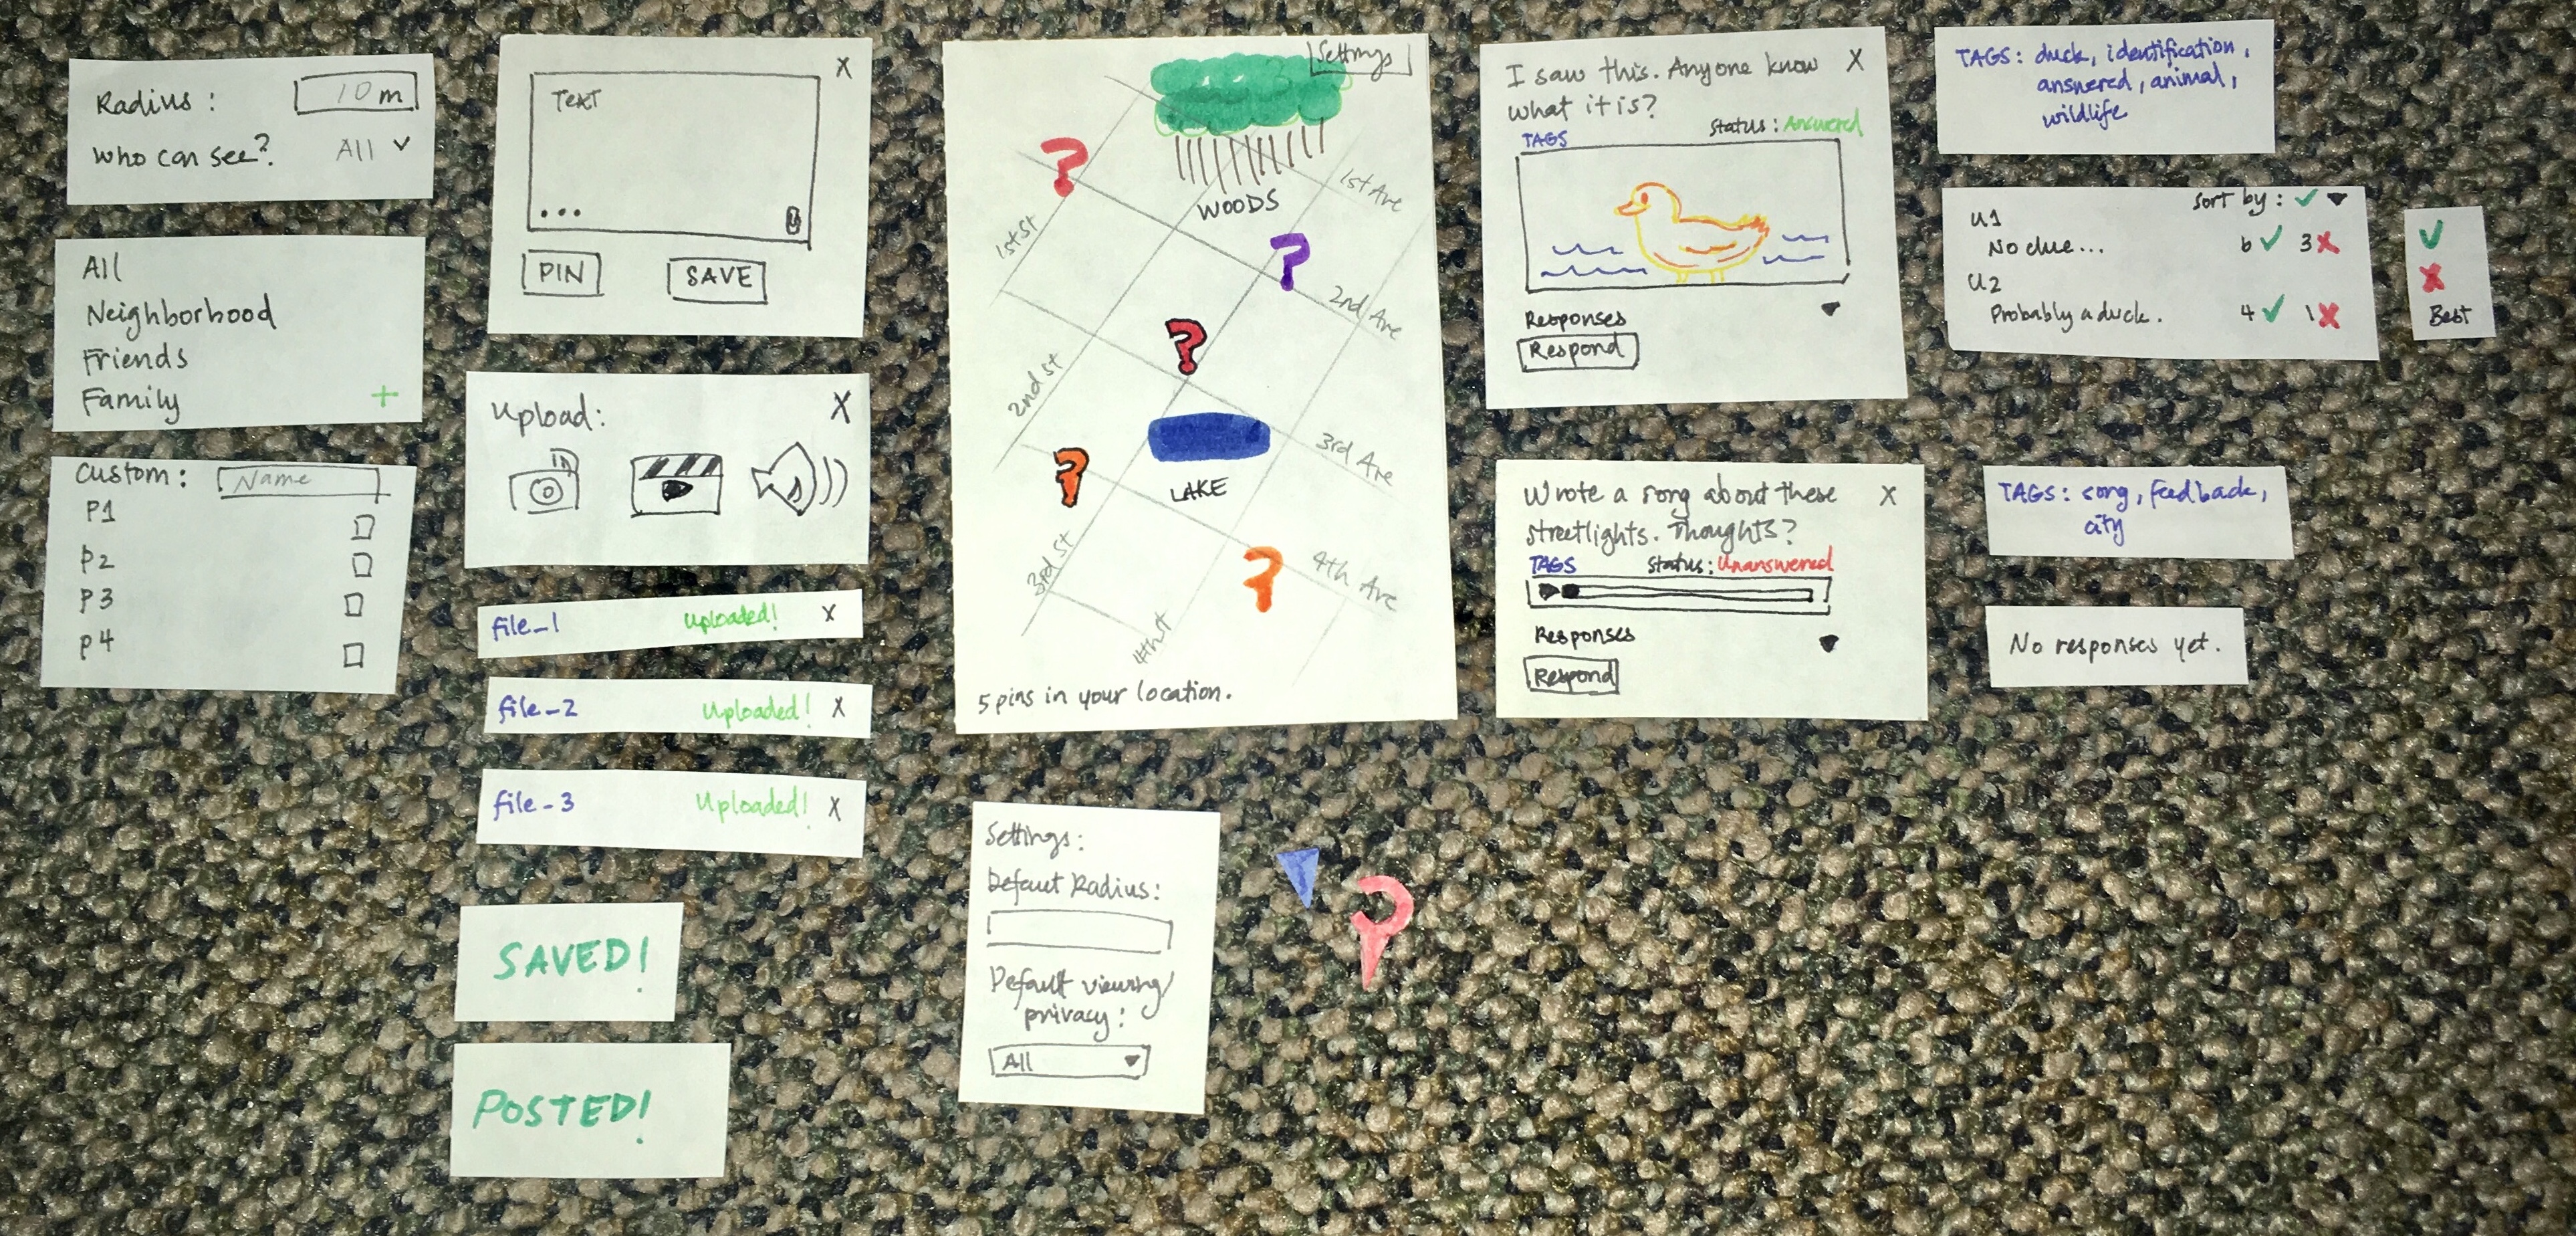 Radius: 10 m
Who can see? All
All
Neighborhood
Friends
Family +
Custom: Name
P1
P2
P3
P4
X
TEXT
...
PIN SAVE
Upload: X
file_1 Uploaded! X
file_2 Uploaded! X
file_3 Uploaded! X
SAVED!
POSTED!
Settings
?
WOODS
1st Ave
1st St
?
2nd Ave
?
2nd St
3rd Ave
LAKE
?
3rd St
?
4th Ave
4th St
5 pins in your location.
Settings:
Default Radius:
Default viewing
privacy:
All
I saw this. Anyone know X
what it is?
TAGS Status: Answered
Responses
Respond
Wrote a song about these X
streetlights. Thoughts?
TAGS Status: Unanswered
Responses
Respond
TAGS: duck, identification,
answered, animal,
wildlife
sort by: ✓
U1
No clue... 6 ✓ 3 X
U2
Probably a duck. 4 ✓ 1 X
✓
X
Best
TAGS: song, feedback,
city
No responses yet.